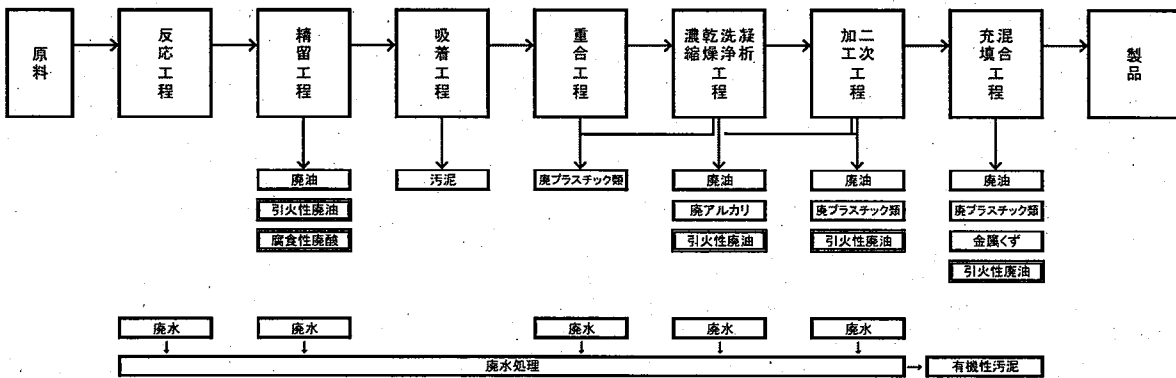 原料
反応工程
精留工程
吸着工程
重合工程
凝析
洗浄
乾燥
濃縮
工程
二次
加工
工程
混合
充填
工程
製品
廃油
引火性廃油
腐食性廃酸
汚泥
廃プラスチック類
廃油
廃アルカリ
引火性廃油
廃油
廃プラスチック類
引火性廃油
廃油
廃プラスチック類
金属くず
引火性廃油
廃水
廃水
廃水
廃水
廃水
廃水処理
有機性汚泥